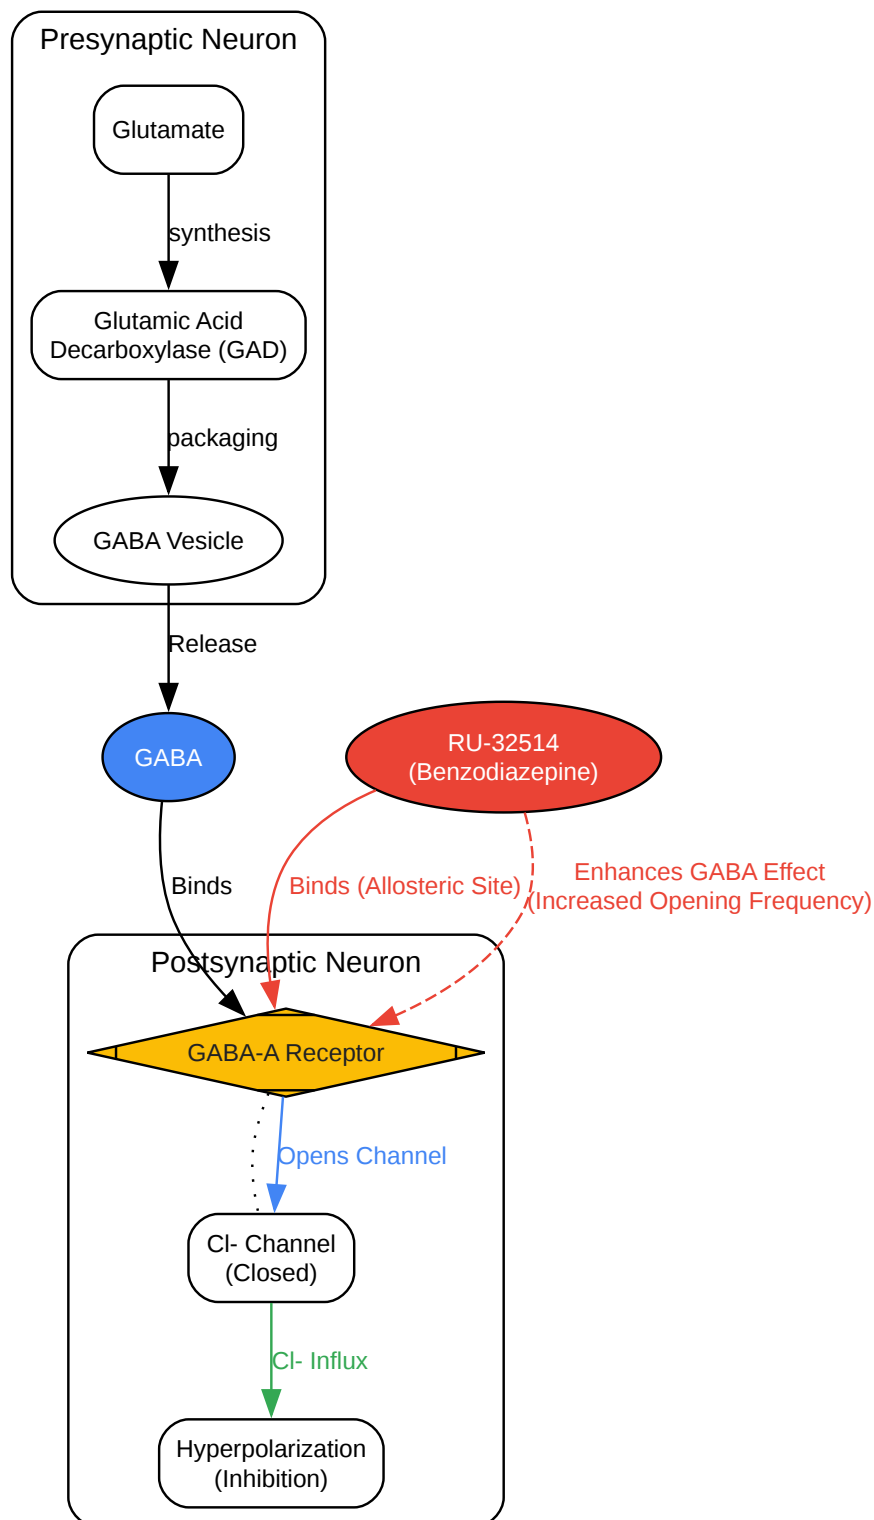 Presynaptic Neuron
Glutamate
synthesis
Glutamic Acid
Decarboxylase (GAD)
packaging
GABA Vesicle
Release
GABA
RU-32514
(Benzodiazepine)
Binds
Binds (Allosteric Site)
Enhances GABA Effect
(Increased Opening Frequency)
Postsynaptic Neuron
GABA-A Receptor
Opens Channel
Cl- Channel
(Closed)
Cl- Influx
Hyperpolarization
(Inhibition)